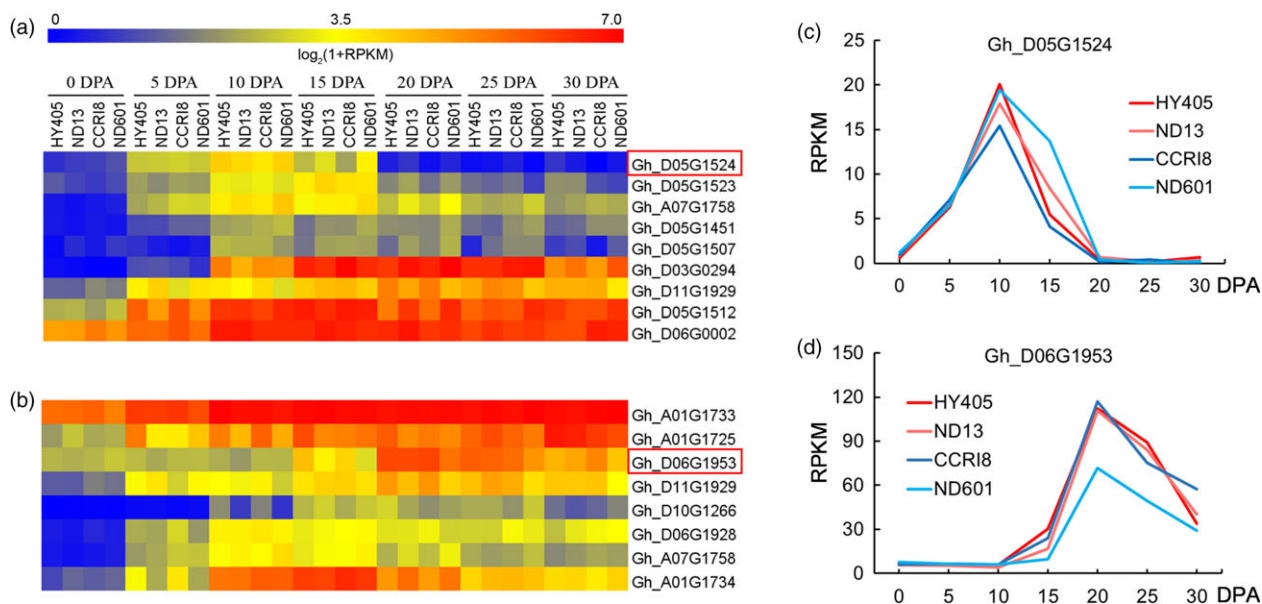 (a)
0 3.5 7.0
log₂(1+RPKM)
0 DPA 5 DPA 10 DPA 15 DPA 20 DPA 25 DPA 30 DPA
HY405 ND13 CCRI8 ND601 HY405 ND13 CCRI8 ND601 HY405 ND13 CCRI8 ND601 HY405 ND13 CCRI8 ND601 HY405 ND13 CCRI8 ND601 HY405 ND13 CCRI8 ND601 HY405 ND13 CCRI8 ND601
Gh_D05G1524
Gh_D05G1523
Gh_A07G1758
Gh_D05G1451
Gh_D05G1507
Gh_D03G0294
Gh_D11G1929
Gh_D05G1512
Gh_D06G0002
(b)
Gh_A01G1733
Gh_A01G1725
Gh_D06G1953
Gh_D11G1929
Gh_D10G1266
Gh_D06G1928
Gh_A07G1758
Gh_A01G1734
(c)
Gh_D05G1524
RPKM
25
20
15
10
5
0
HY405
ND13
CCRI8
ND601
0 5 10 15 20 25 30 DPA
(d)
Gh_D06G1953
RPKM
150
120
90
60
30
0
HY405
ND13
CCRI8
ND601
0 5 10 15 20 25 30 DPA